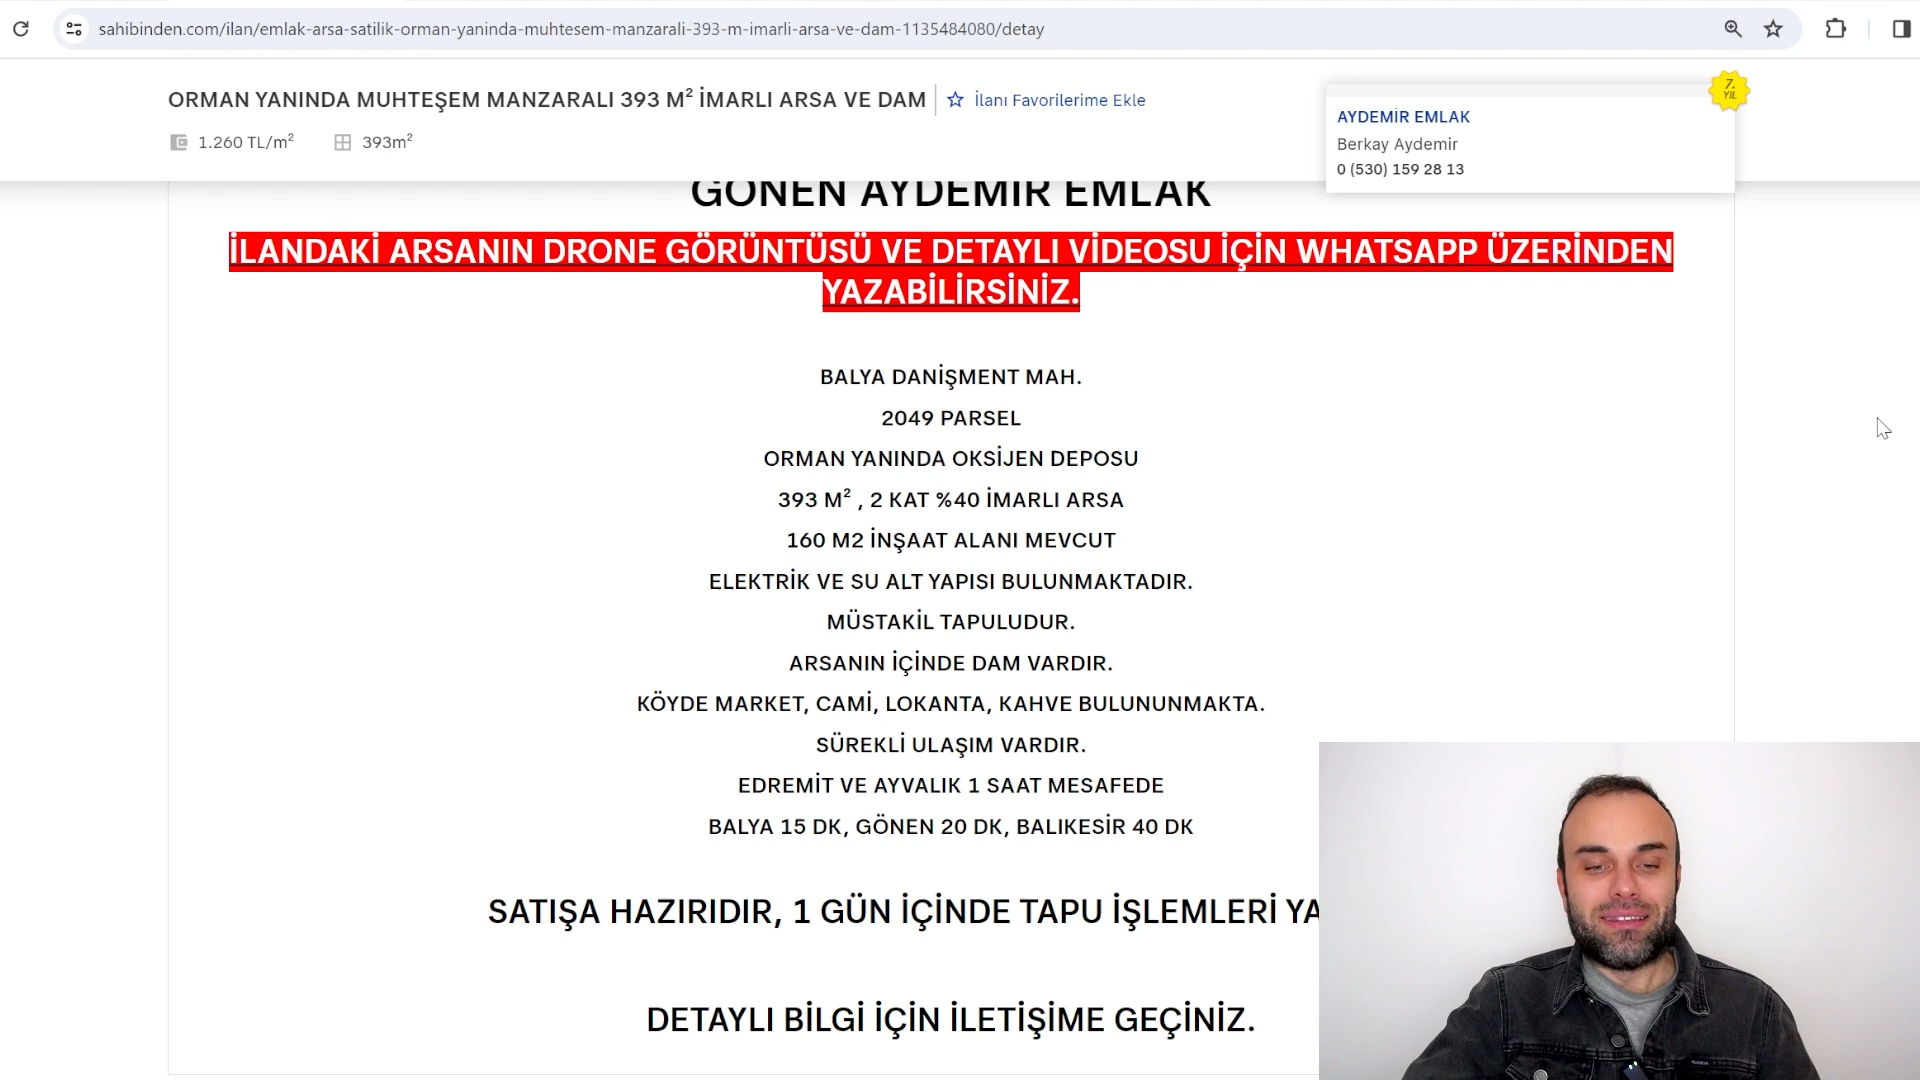 sahibinden.com/ilan/emlak-arsa-satilik-orman-yaninda-muhtesem-manzarali-393-m-imarli-arsa-ve-dam-1135484080/detay
ORMAN YANINDA MUHTEŞEM MANZARALI 393 M² İMARLI ARSA VE DAM
İlanı Favorilerime Ekle
1.260 TL/m²
393m²
7. YIL
AYDEMİR EMLAK
Berkay Aydemir
0 (530) 159 28 13
GÖNEN AYDEMİR EMLAK
İLANDAKİ ARSANIN DRONE GÖRÜNTÜSÜ VE DETAYLI VİDEOSU İÇİN WHATSAPP ÜZERİNDEN
YAZABİLİRSİNİZ.
BALYA DANİŞMENT MAH.
2049 PARSEL
ORMAN YANINDA OKSİJEN DEPOSU
393 M² , 2 KAT %40 İMARLI ARSA
160 M2 İNŞAAT ALANI MEVCUT
ELEKTRİK VE SU ALT YAPISI BULUNMAKTADIR.
MÜSTAKİL TAPULUDUR.
ARSANIN İÇİNDE DAM VARDIR.
KÖYDE MARKET, CAMİ, LOKANTA, KAHVE BULUNUNMAKTA.
SÜREKLİ ULAŞIM VARDIR.
EDREMİT VE AYVALIK 1 SAAT MESAFEDE
BALYA 15 DK, GÖNEN 20 DK, BALIKESİR 40 DK
SATIŞA HAZIRIDIR, 1 GÜN İÇİNDE TAPU İŞLEMLERİ YA
DETAYLI BİLGİ İÇİN İLETİŞİME GEÇİNİZ.